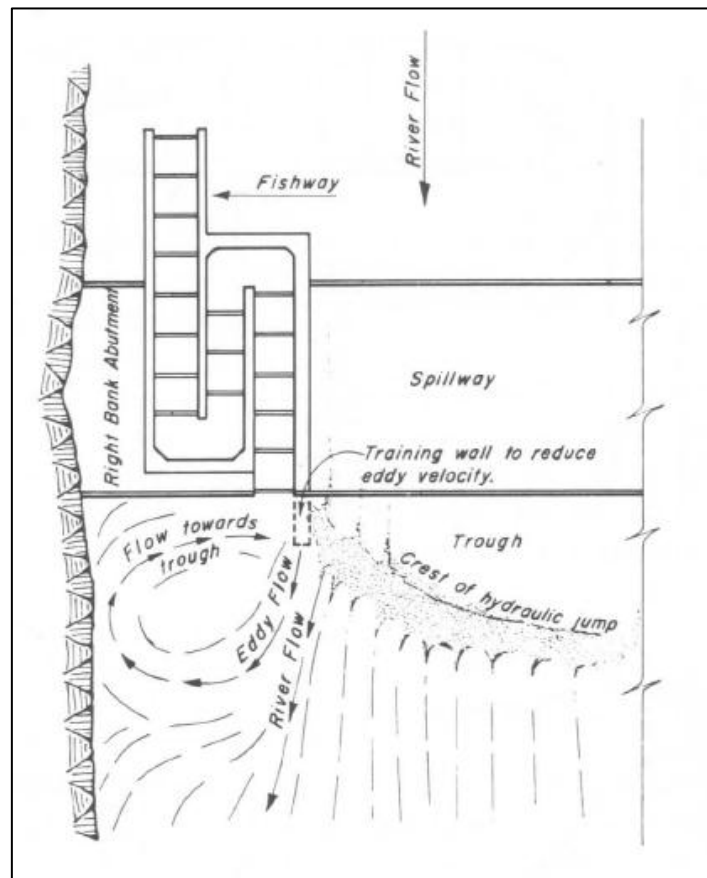 River Flow
Fishway
Right Bank Abutment
Spillway
Training wall to reduce
eddy velocity.
Trough
Flow towards
trough
Crest of hydraulic jump
Eddy Flow
River Flow